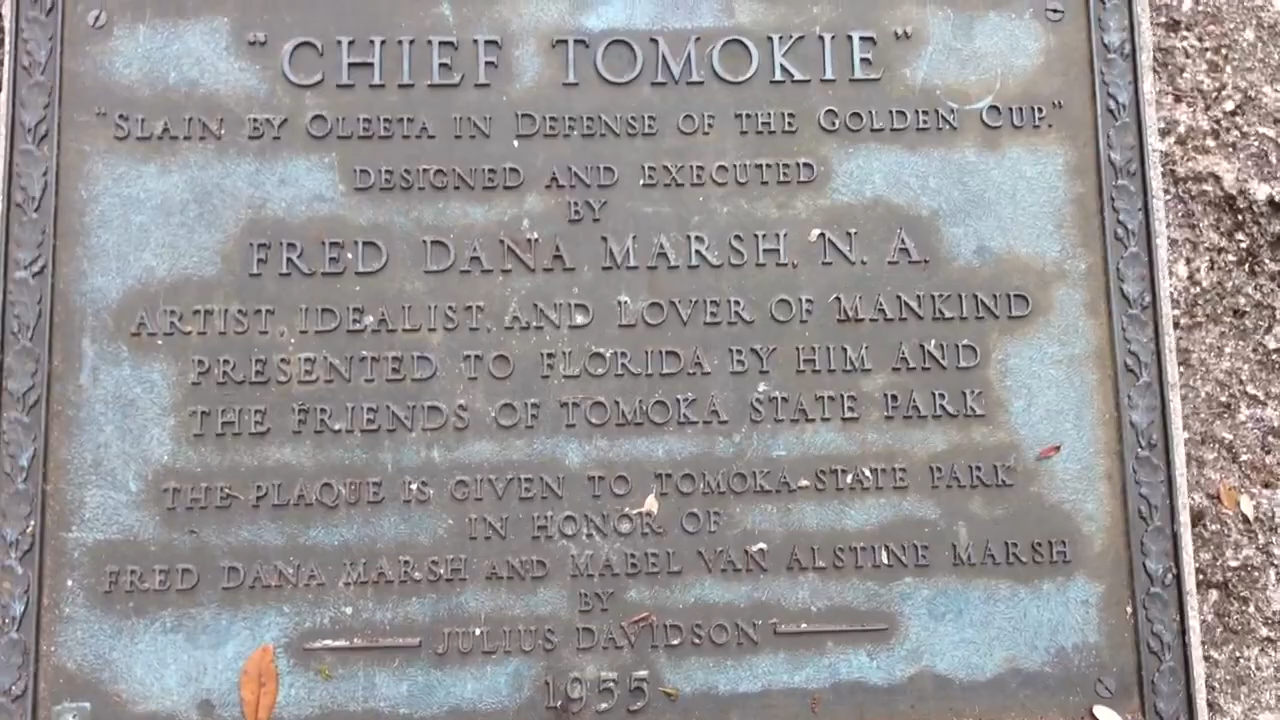 "CHIEF TOMOKIE"
"SLAIN BY OLEETA IN DEFENSE OF THE GOLDEN CUP."
DESIGNED AND EXECUTED
BY
FRED DANA MARSH, N. A.
ARTIST, IDEALIST, AND LOVER OF MANKIND
PRESENTED TO FLORIDA BY HIM AND
THE FRIENDS OF TOMOKA STATE PARK
THE PLAQUE IS GIVEN TO TOMOKA STATE PARK
IN HONOR OF
FRED DANA MARSH AND MABEL VAN ALSTINE MARSH
BY
JULIUS DAVIDSON
1955